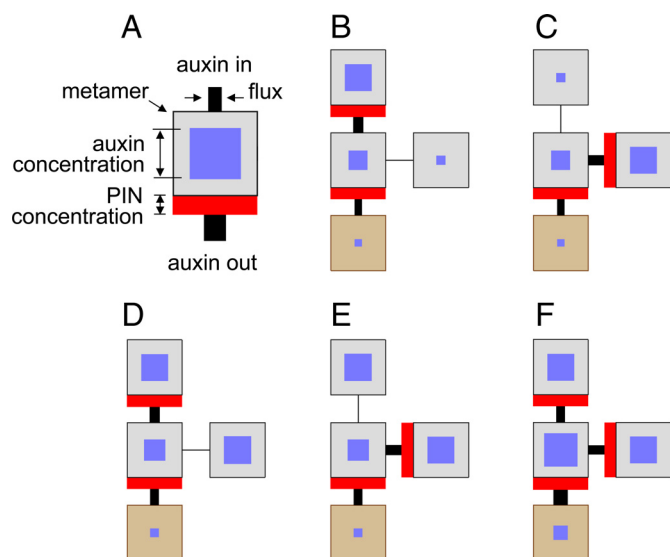 A
B
C
auxin in
metamer
flux
auxin
concentration
PIN
concentration
auxin out
D
E
F